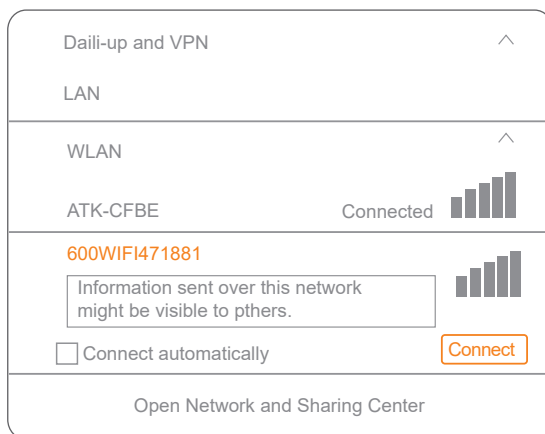 Daili-up and VPN
LAN
WLAN
ATK-CFBE Connected
600WIFI471881
Information sent over this network
might be visible to pthers.
Connect automatically Connect
Open Network and Sharing Center